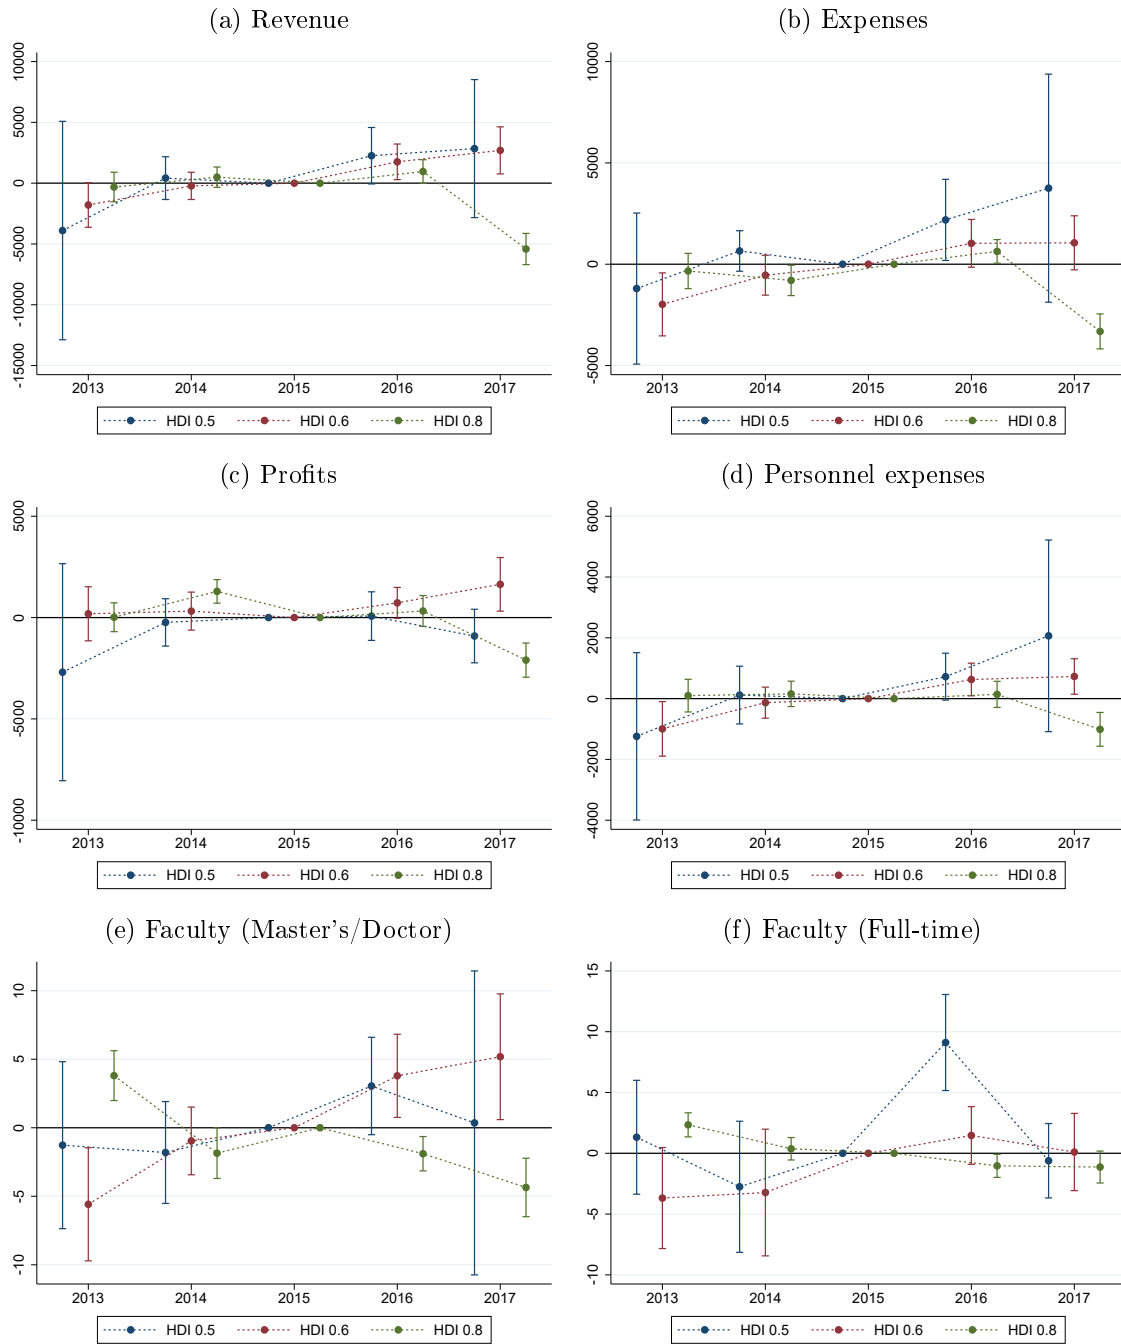 (a) Revenue
10000
5000
0
-5000
-10000
-15000
2013 2014 2015 2016 2017
HDI 0.5 HDI 0.6 HDI 0.8
(b) Expenses
10000
5000
0
-5000
2013 2014 2015 2016 2017
HDI 0.5 HDI 0.6 HDI 0.8
(c) Profits
5000
0
-5000
-10000
2013 2014 2015 2016 2017
HDI 0.5 HDI 0.6 HDI 0.8
(d) Personnel expenses
6000
4000
2000
0
-2000
-4000
2013 2014 2015 2016 2017
HDI 0.5 HDI 0.6 HDI 0.8
(e) Faculty (Master's/Doctor)
10
5
0
-5
-10
2013 2014 2015 2016 2017
HDI 0.5 HDI 0.6 HDI 0.8
(f) Faculty (Full-time)
15
10
5
0
-5
-10
2013 2014 2015 2016 2017
HDI 0.5 HDI 0.6 HDI 0.8